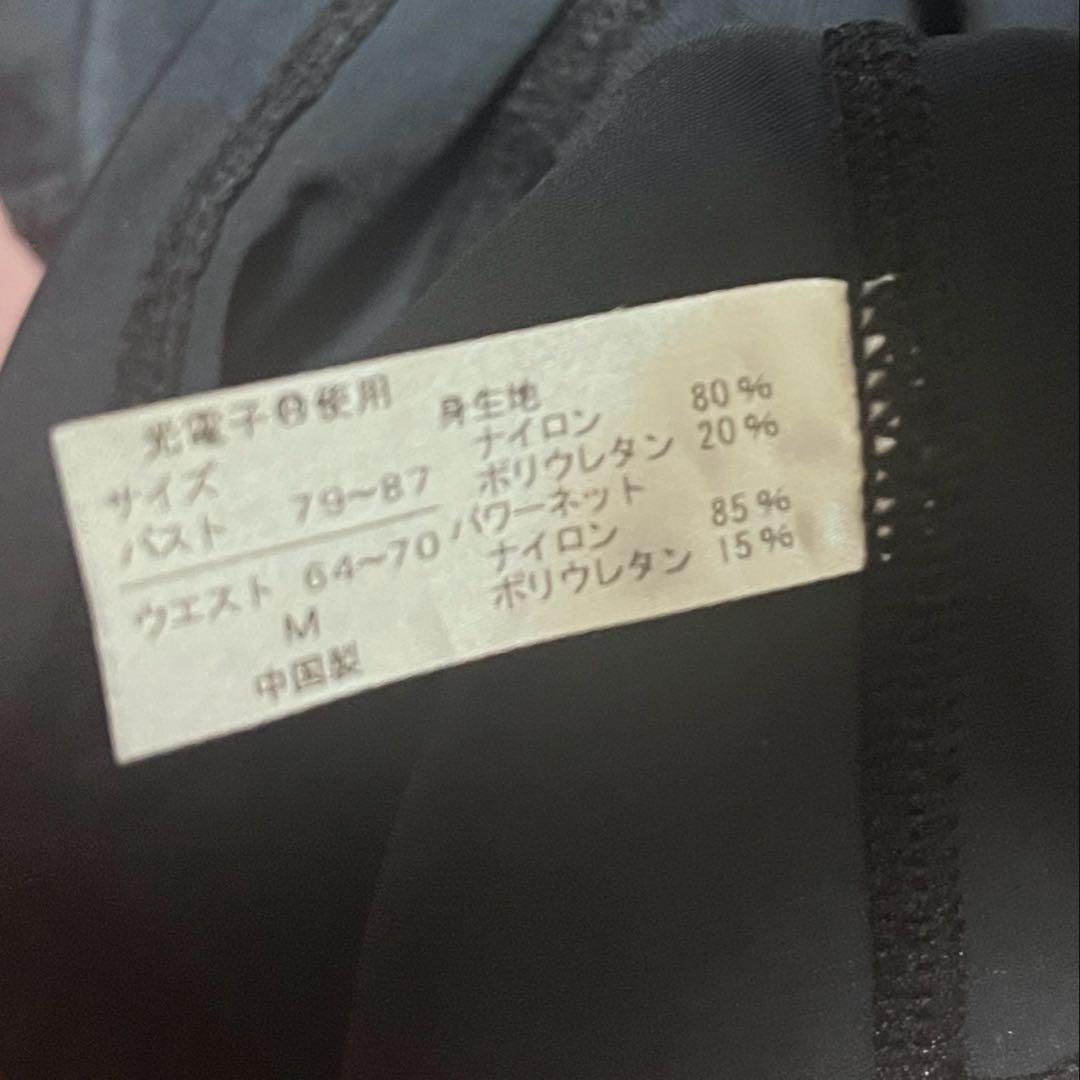 光電子®使用
サイズ
バスト 79~87
ウエスト 64~70
M
中国製
身生地
ナイロン 80%
ポリウレタン 20%
パワーネット
ナイロン 85%
ポリウレタン 15%